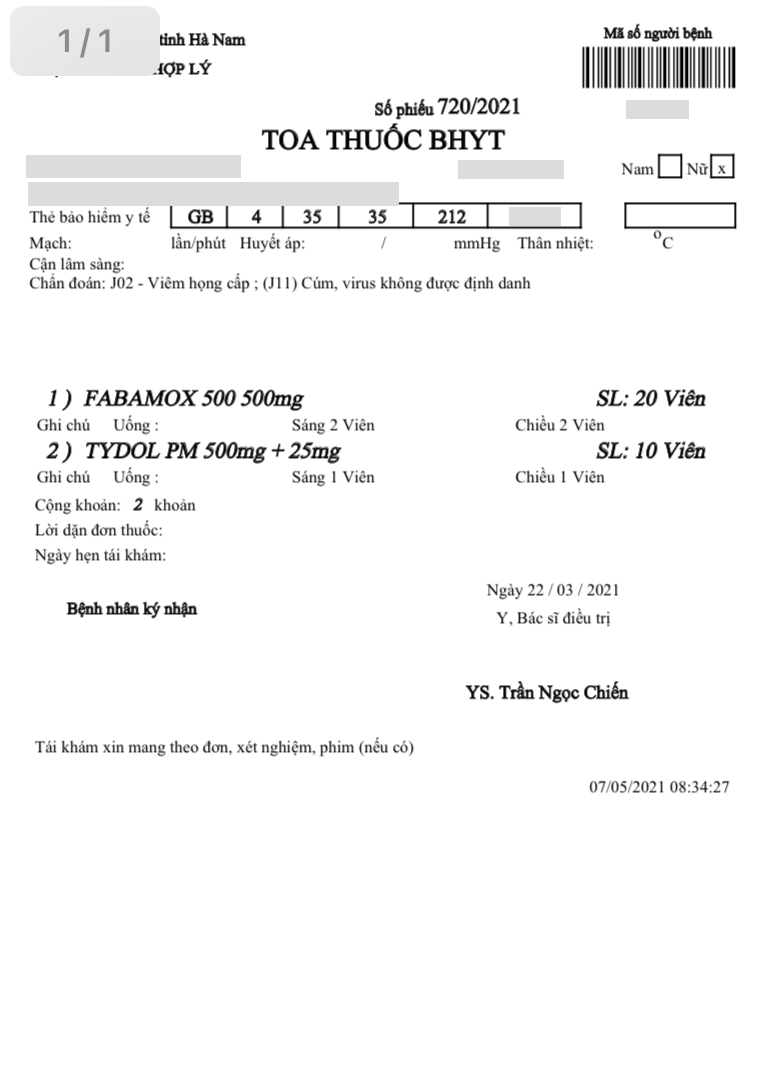 1/1
tỉnh Hà Nam
HỢP LÝ
Mã số người bệnh
Số phiếu 720/2021
TOA THUỐC BHYT
Nam Nữ x
Thẻ bảo hiểm y tế GB 4 35 35 212
Mạch: lần/phút Huyết áp: / mmHg Thân nhiệt: °C
Cận lâm sàng:
Chẩn đoán: J02 - Viêm họng cấp ; (J11) Cúm, virus không được định danh
1 ) FABAMOX 500 500mg SL: 20 Viên
Ghi chú Uống : Sáng 2 Viên Chiều 2 Viên
2 ) TYDOL PM 500mg + 25mg SL: 10 Viên
Ghi chú Uống : Sáng 1 Viên Chiều 1 Viên
Cộng khoản: 2 khoản
Lời dặn đơn thuốc:
Ngày hẹn tái khám:
Ngày 22 / 03 / 2021
Bệnh nhân ký nhận
Y, Bác sĩ điều trị
YS. Trần Ngọc Chiến
Tái khám xin mang theo đơn, xét nghiệm, phim (nếu có)
07/05/2021 08:34:27